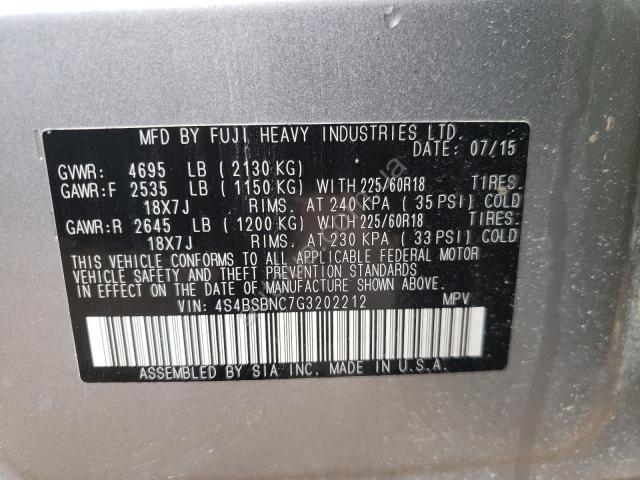 MFD BY FUJI HEAVY INDUSTRIES LTD.
DATE: 07/15
GVWR: 4695 LB ( 2130 KG)
GAWR:F 2535 LB ( 1150 KG) WITH 225/60R18 TIRES.
18X7J RIMS. AT 240 KPA ( 35 PSI) COLD
GAWR:R 2645 LB ( 1200 KG) WITH 225/60R18 TIRES:
18X7J RIMS. AT 230 KPA ( 33 PSI) COLD
THIS VEHICLE CONFORMS TO ALL APPLICABLE FEDERAL MOTOR
VEHICLE SAFETY AND THEFT PREVENTION STANDARDS
IN EFFECT ON THE DATE OF MANUFACTURE SHOWN ABOVE.
VIN: 4S4BSBNC7G3202212 MPV
ASSEMBLED BY SIA INC. MADE IN U.S.A.